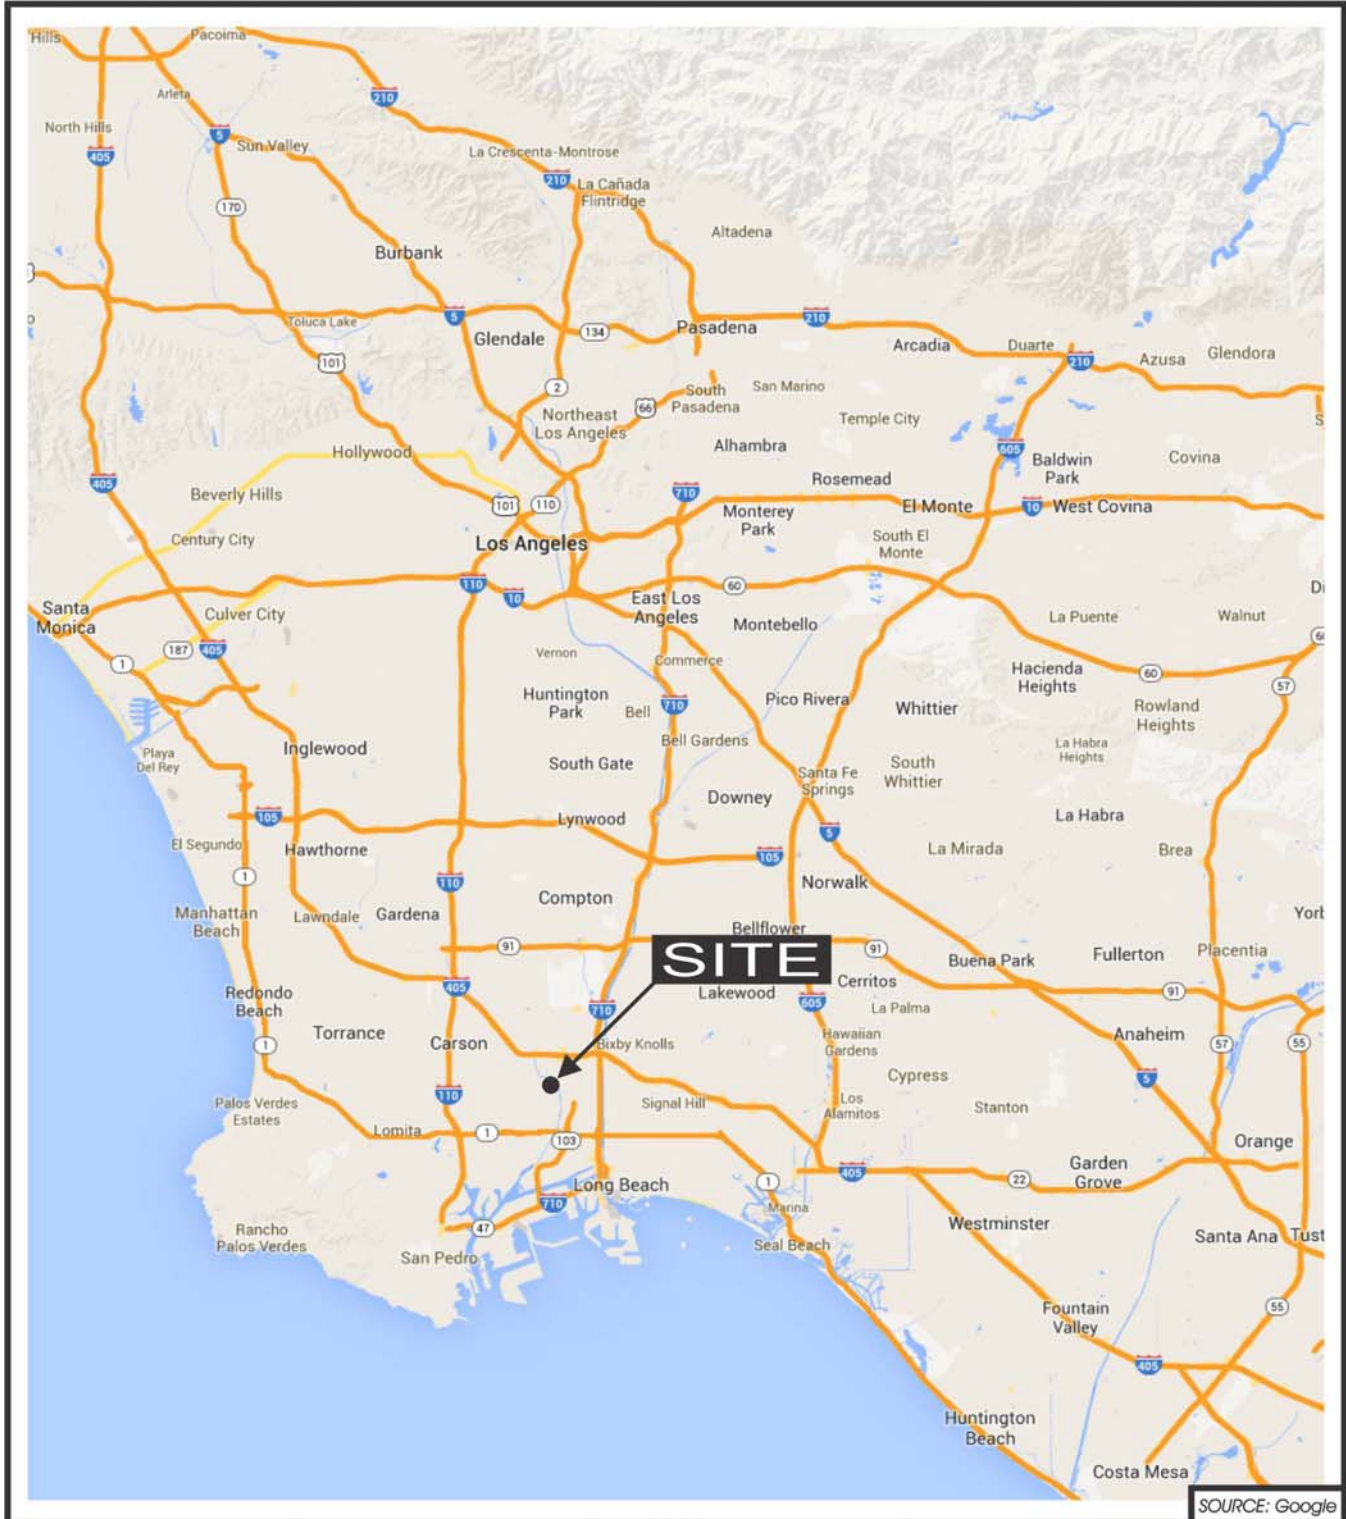 Hills
Pacoima
210
Arleta
North Hills
5
Sun Valley
405
La Crescenta-Montrose
210
La Cañada
Flintridge
170
Altadena
Burbank
5
Toluca Lake
134
Pasadena
210
Glendale
Arcadia
Duarte
210
Azusa
Glendora
101
2
66
South
Pasadena
San Marino
Northeast
Los Angeles
Temple City
Hollywood
Alhambra
605
Baldwin
Park
Covina
405
Beverly Hills
Rosemead
710
101
110
Monterey
Park
El Monte
10
West Covina
Century City
Los Angeles
South El
Monte
110
10
60
Di
Santa
Monica
Culver City
East Los
Angeles
Montebello
La Puente
Walnut
1
187
405
Vernon
Commerce
60
Hacienda
Heights
60
57
Huntington
Park
Bell
710
Pico Rivera
Whittier
Rowland
Heights
Playa
Del Rey
Inglewood
Bell Gardens
La Habra
Heights
South Gate
Santa Fe
Springs
South
Whittier
Downey
105
Lynwood
La Habra
5
El Segundo
Hawthorne
105
La Mirada
Brea
1
110
Norwalk
Compton
Manhattan
Beach
Lawndale
Gardena
Bellflower
Yorb
91
91
SITE
Buena Park
Fullerton
Placentia
405
Lakewood
Cerritos
91
Redondo
Beach
710
605
La Palma
Torrance
Carson
Bixby Knolls
Hawaiian
Gardens
Anaheim
57
55
1
Cypress
5
110
Palos Verdes
Estates
Signal Hill
Los
Alamitos
Stanton
Lomita
1
103
Orange
405
22
Garden
Grove
Long Beach
1
710
Marina
47
Westminster
Rancho
Palos Verdes
San Pedro
Seal Beach
Santa Ana
Tust
Fountain
Valley
55
405
Huntington
Beach
Costa Mesa
SOURCE: Google